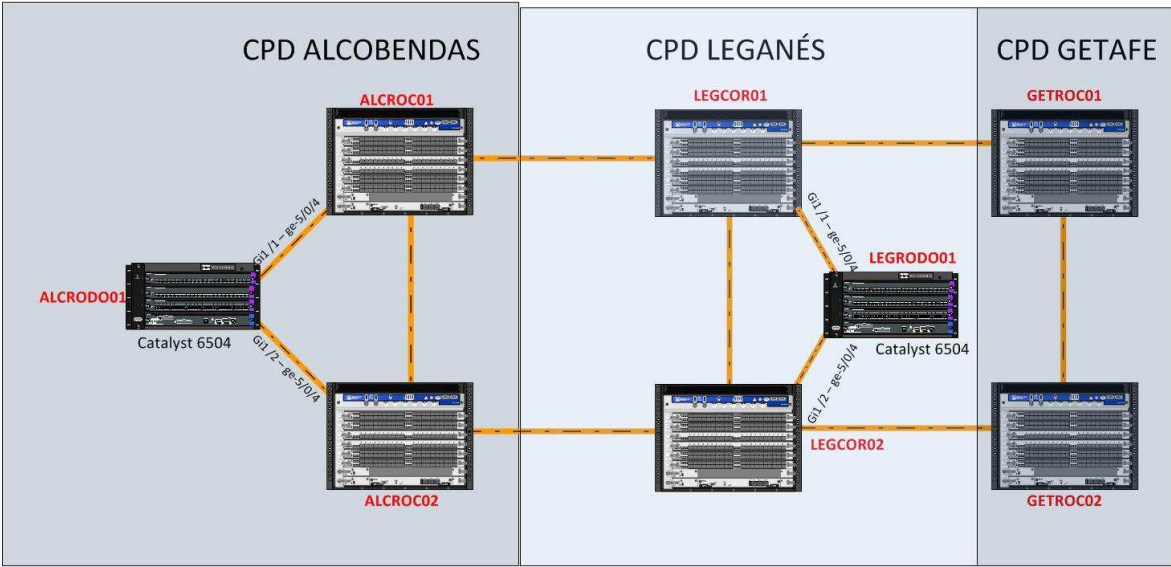 CPD ALCOBENDAS
CPD LEGANÉS
CPD GETAFE
ALCROC01
LEGCOR01
GETROC01
Gi1 /1 – ge-5/0/4
Gi1 /1 – ge-5/0/4
ALCRODO01
LEGRODO01
Catalyst 6504
Catalyst 6504
Gi1 /2 – ge-5/0/4
Gi1 /2 – ge-5/0/4
LEGCOR02
ALCROC02
GETROC02